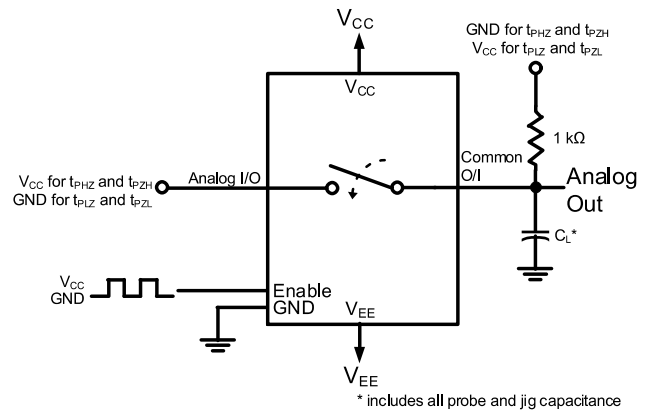 VCC
VCC
GND for tPHZ and tPZH
VCC for tPLZ and tPZL
1 kΩ
Analog I/O
Common
O/I
VCC for tPHZ and tPZH
GND for tPLZ and tPZL
Analog
Out
CL*
VCC
GND
Enable
GND
VEE
VEE
* includes all probe and jig capacitance